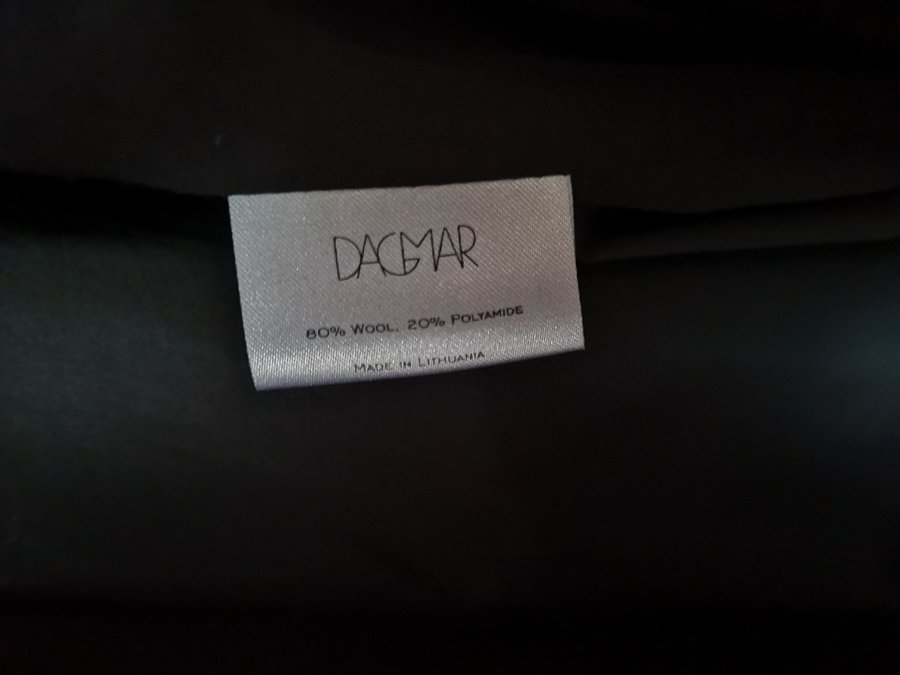 DAGMAR
80% WOOL, 20% POLYAMIDE
MADE IN LITHUANIA